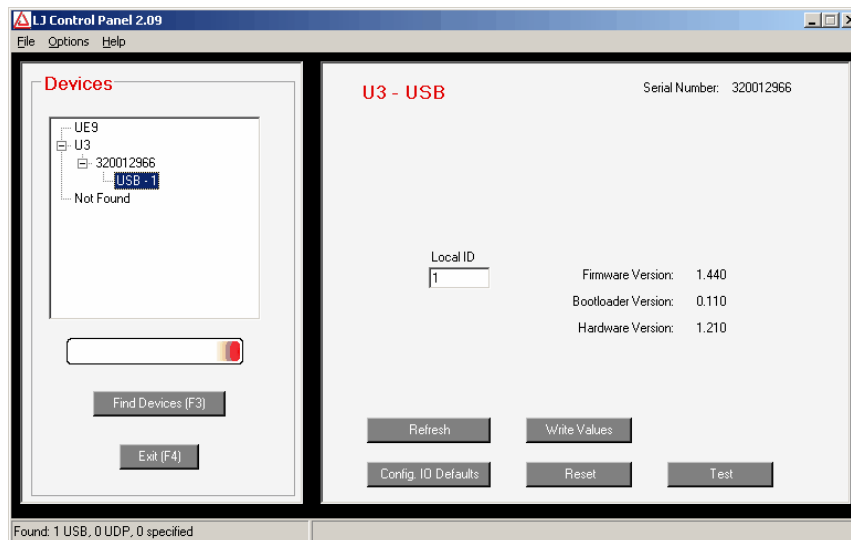 LJ Control Panel 2.09
File Options Help
Devices
UE9
U3
320012966
USB - 1
Not Found
Find Devices (F3)
Exit (F4)
U3 - USB
Serial Number: 320012966
Local ID
1
Firmware Version: 1.440
Bootloader Version: 0.110
Hardware Version: 1.210
Refresh Write Values
Config. IO Defaults Reset Test
Found: 1 USB, 0 UDP, 0 specified